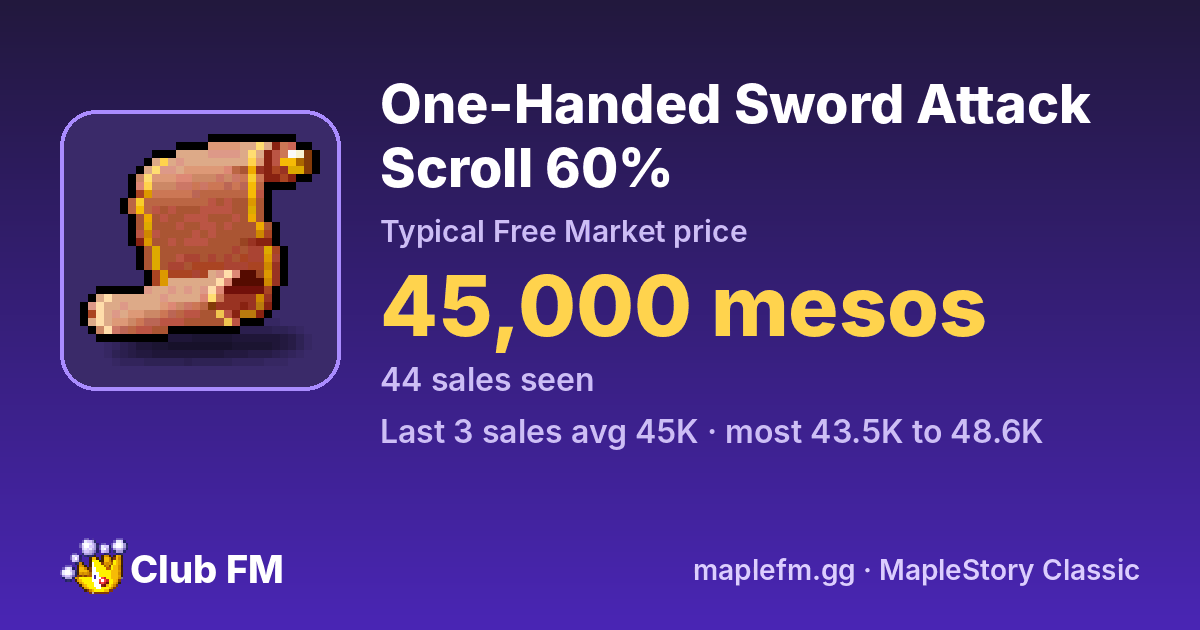 One-Handed Sword Attack
Scroll 60%
Typical Free Market price
45,000 mesos
44 sales seen
Last 3 sales avg 45K · most 43.5K to 48.6K
Club FM
maplefm.gg · MapleStory Classic